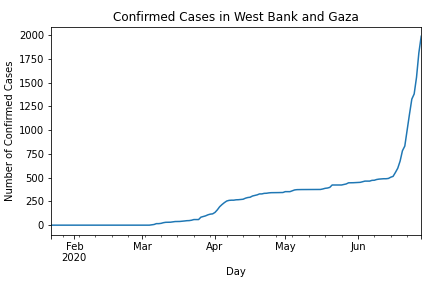 Confirmed Cases in West Bank and Gaza
Number of Confirmed Cases
2000
1750
1500
1250
1000
750
500
250
0
Feb
2020
Mar
Apr
May
Jun
Day